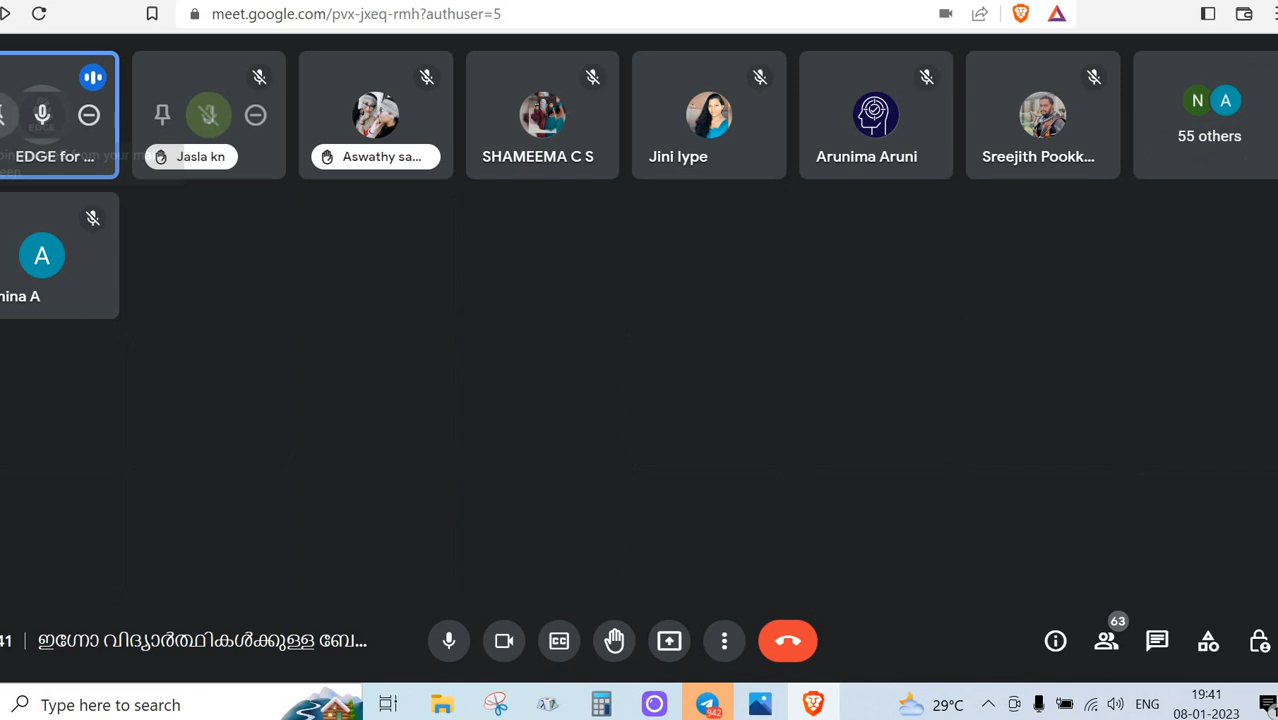 meet.google.com/pvx-jxeq-rmh?authuser=5
EDGE for ...
Jasla kn
Aswathy sa...
SHAMEEMA C S
Jini Iype
Arunima Aruni
Sreejith Pookk...
N
A
55 others
A
nina A
41
ഇഗ്നോ വിദ്യാർത്ഥികൾക്കുള്ള ബേ...
CC
63
Type here to search
942
29°C
ENG
19:41
08-01-2023